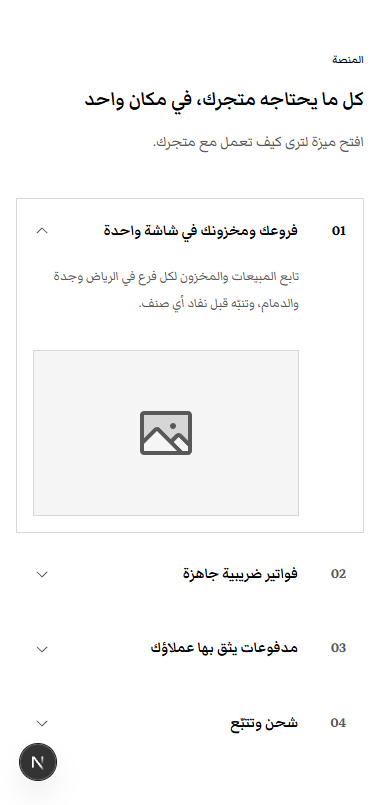 المنصة
كل ما يحتاجه متجرك، في مكان واحد
افتح ميزة لترى كيف تعمل مع متجرك.
01 فروعك ومخزونك في شاشة واحدة
تابع المبيعات والمخزون لكل فرع في الرياض وجدة
والدمام، وتنبّه قبل نفاد أي صنف.
02 فواتير ضريبية جاهزة
03 مدفوعات يثق بها عملاؤك
04 شحن وتتبّع
N